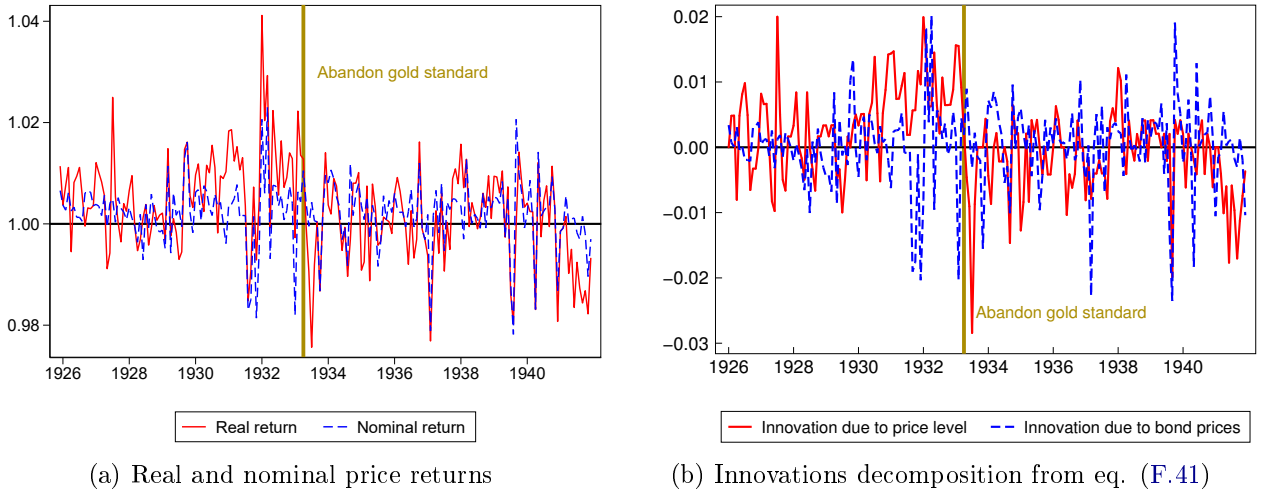 1.04
1.02
1.00
0.98
Abandon gold standard
1926 1928 1930 1932 1934 1936 1938 1940
Real return Nominal return
(a) Real and nominal price returns
0.02
0.01
0.00
−0.01
−0.02
−0.03
Abandon gold standard
1926 1928 1930 1932 1934 1936 1938 1940
Innovation due to price level Innovation due to bond prices
(b) Innovations decomposition from eq. (F.41)